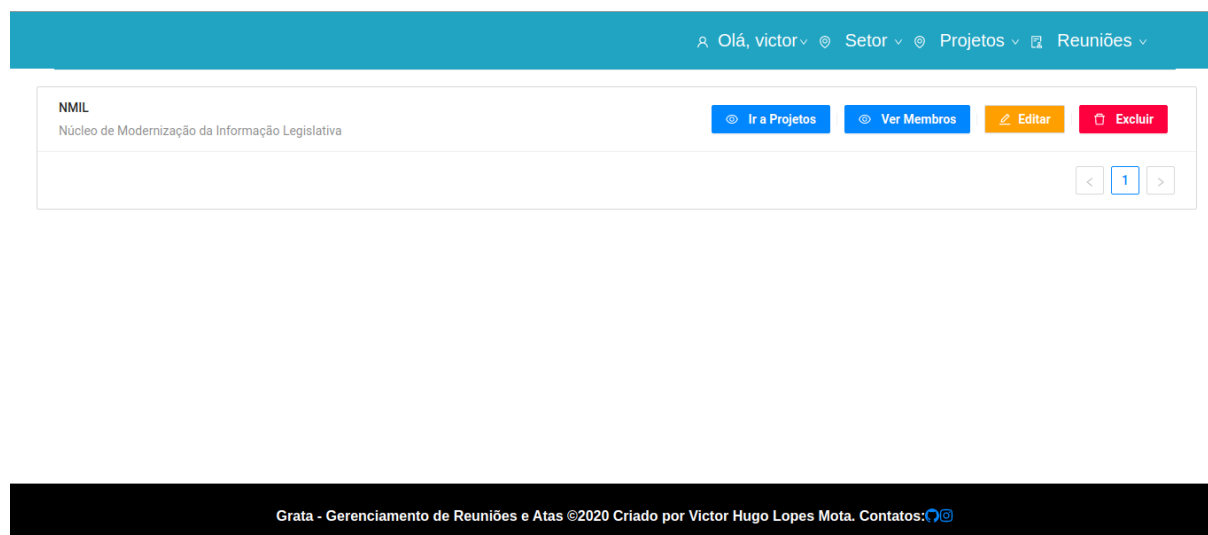 Olá, victor Setor Projetos Reuniões
NMIL
Núcleo de Modernização da Informação Legislativa
Ir a Projetos Ver Membros Editar Excluir
< 1 >
Grata - Gerenciamento de Reuniões e Atas ©2020 Criado por Victor Hugo Lopes Mota. Contatos: